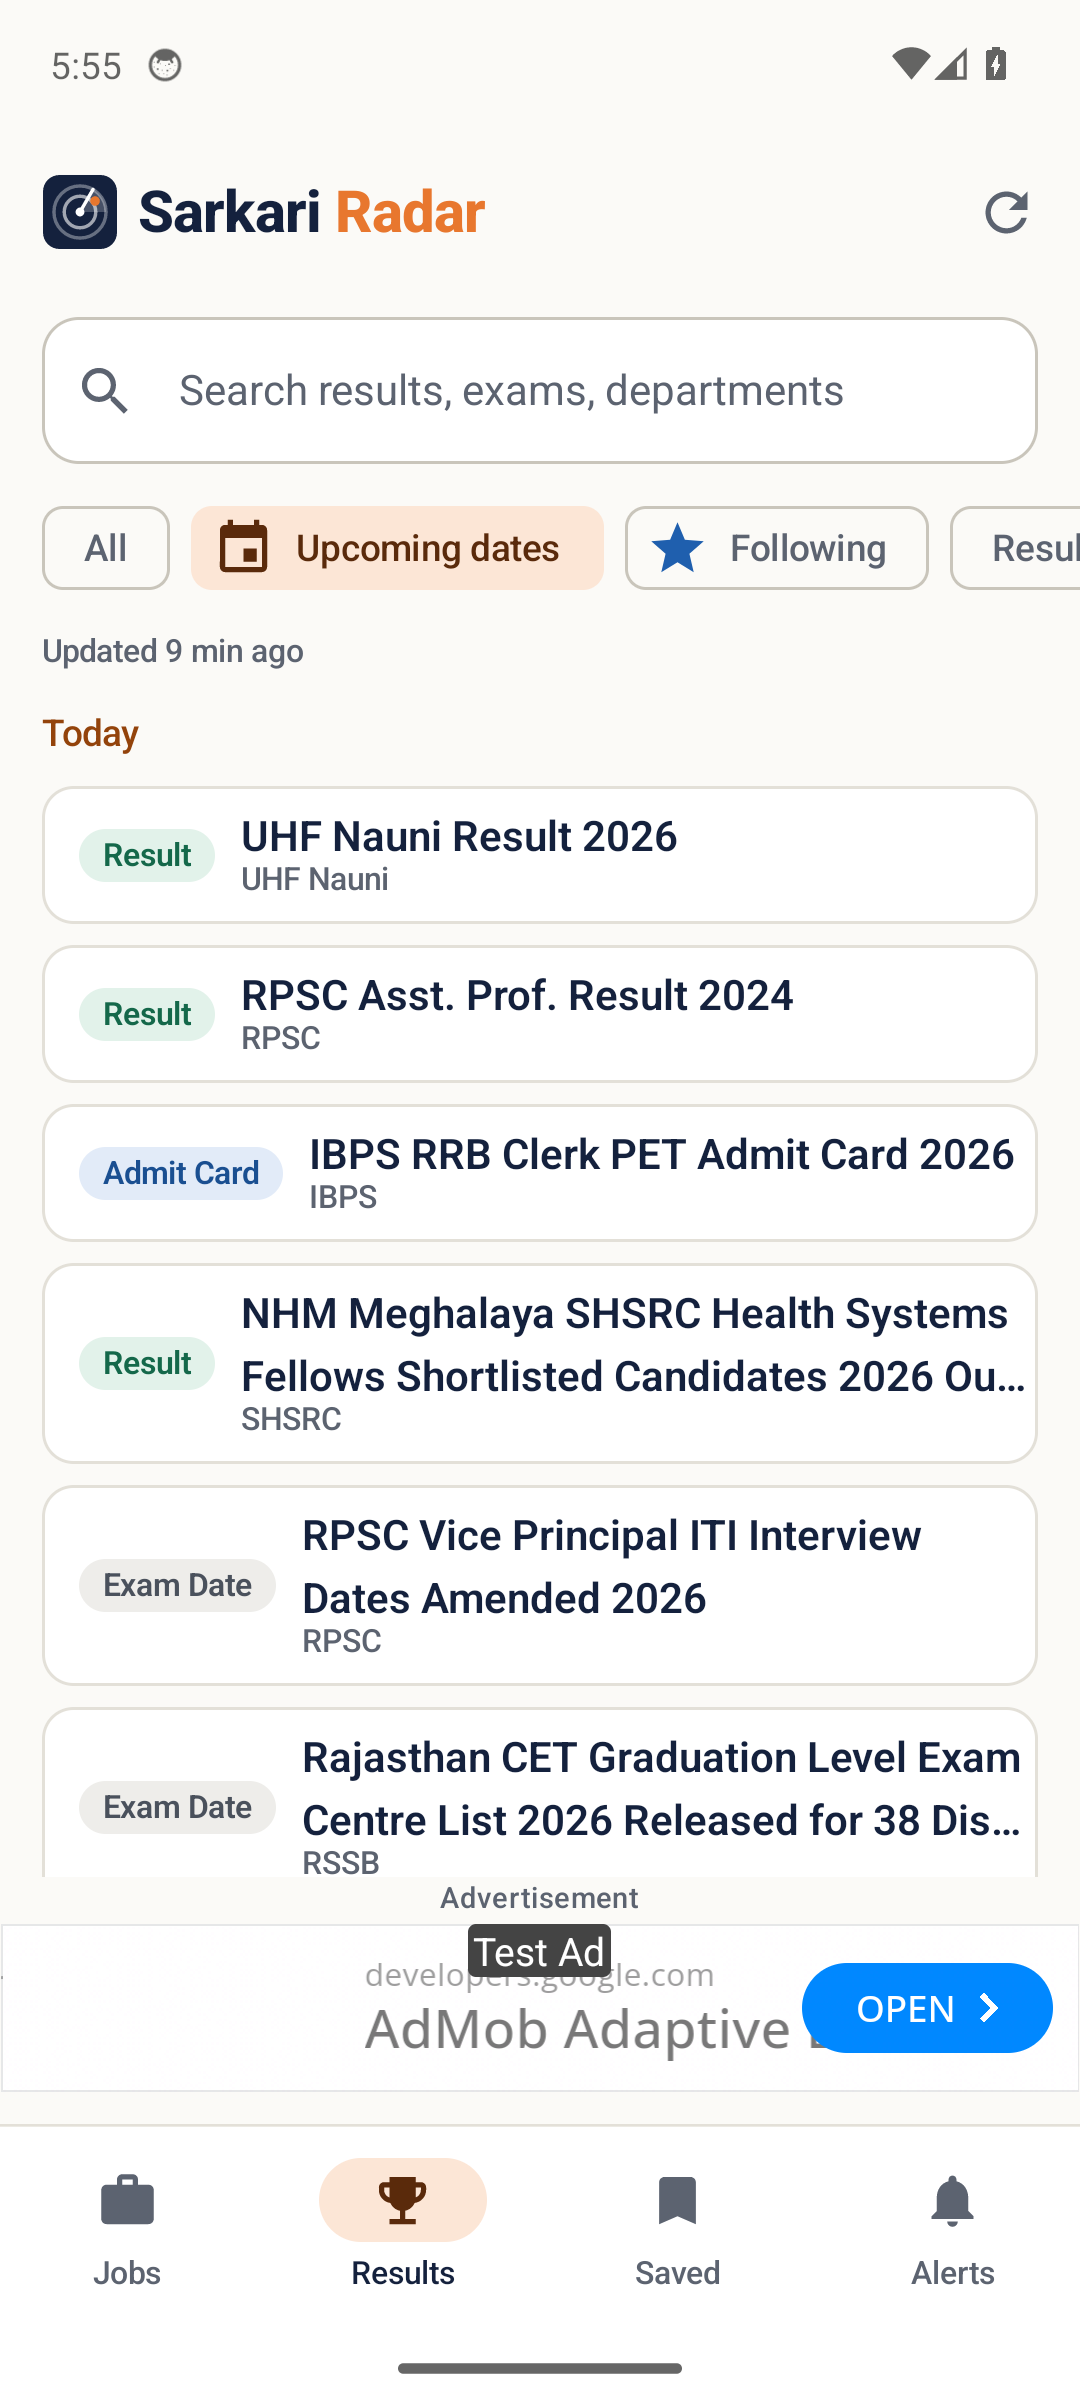 5:55
Sarkari Radar
Search results, exams, departments
All
Upcoming dates
Following
Resul
Updated 9 min ago
Today
Result
UHF Nauni Result 2026
UHF Nauni
Result
RPSC Asst. Prof. Result 2024
RPSC
Admit Card
IBPS RRB Clerk PET Admit Card 2026
IBPS
Result
NHM Meghalaya SHSRC Health Systems
Fellows Shortlisted Candidates 2026 Ou...
SHSRC
Exam Date
RPSC Vice Principal ITI Interview
Dates Amended 2026
RPSC
Exam Date
Rajasthan CET Graduation Level Exam
Centre List 2026 Released for 38 Dis...
RSSB
Advertisement
Test Ad
developers.google.com
AdMob Adaptive
OPEN
Jobs
Results
Saved
Alerts